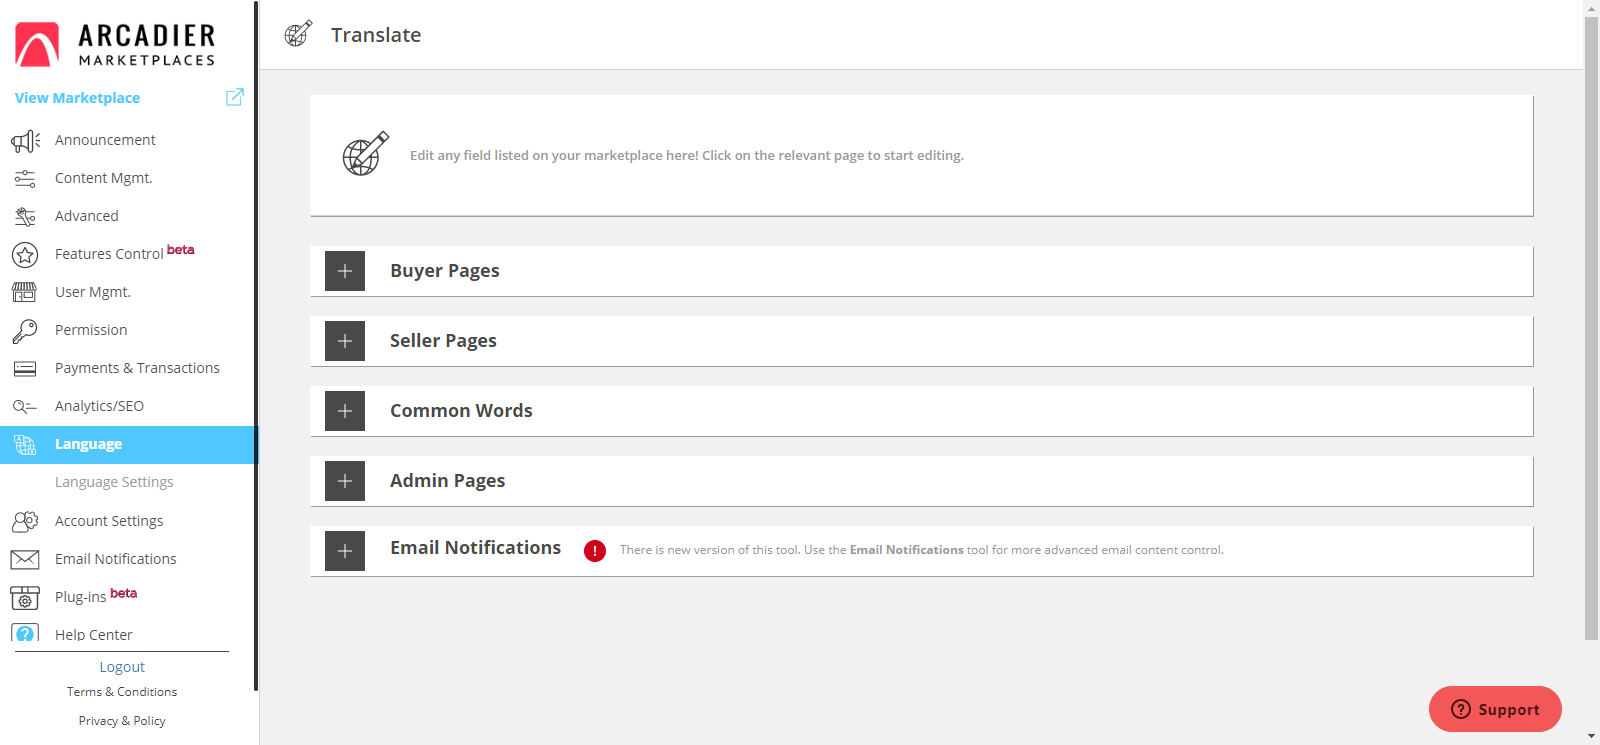 ARCADIER
MARKETPLACES
View Marketplace
Announcement
Content Mgmt.
Advanced
Features Control beta
User Mgmt.
Permission
Payments & Transactions
Analytics/SEO
Language
Language Settings
Account Settings
Email Notifications
Plug-ins beta
Help Center
Logout
Terms & Conditions
Privacy & Policy
Translate
Edit any field listed on your marketplace here! Click on the relevant page to start editing.
Buyer Pages
Seller Pages
Common Words
Admin Pages
Email Notifications ! There is new version of this tool. Use the Email Notifications tool for more advanced email content control.
Support